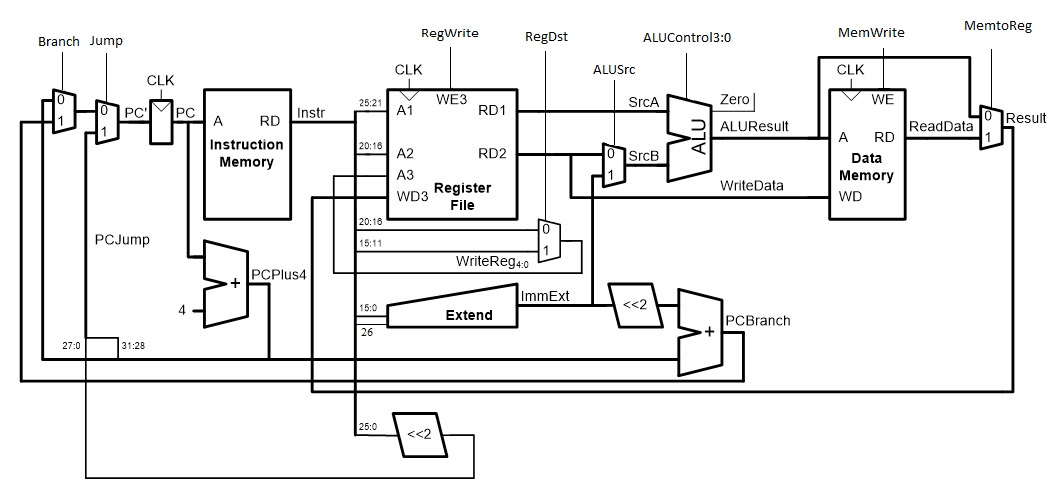 Branch
Jump
RegWrite
RegDst
ALUControl3:0
MemWrite
MemtoReg
CLK
CLK
ALUSrc
CLK
0
1
0
1
PC'
PC
A RD
Instruction
Memory
Instr
25:21
A1
WE3
RD1
20:16
A2
RD2
A3
WD3
Register
File
SrcA
0
1
SrcB
ALU
Zero
ALUResult
WE
A RD
Data
Memory
WD
ReadData
0
1
Result
WriteData
20:16
0
15:11
1
WriteReg4:0
PCJump
+
PCPlus4
4
15:0
Extend
26
ImmExt
<<2
+
PCBranch
27:0
31:28
25:0
<<2